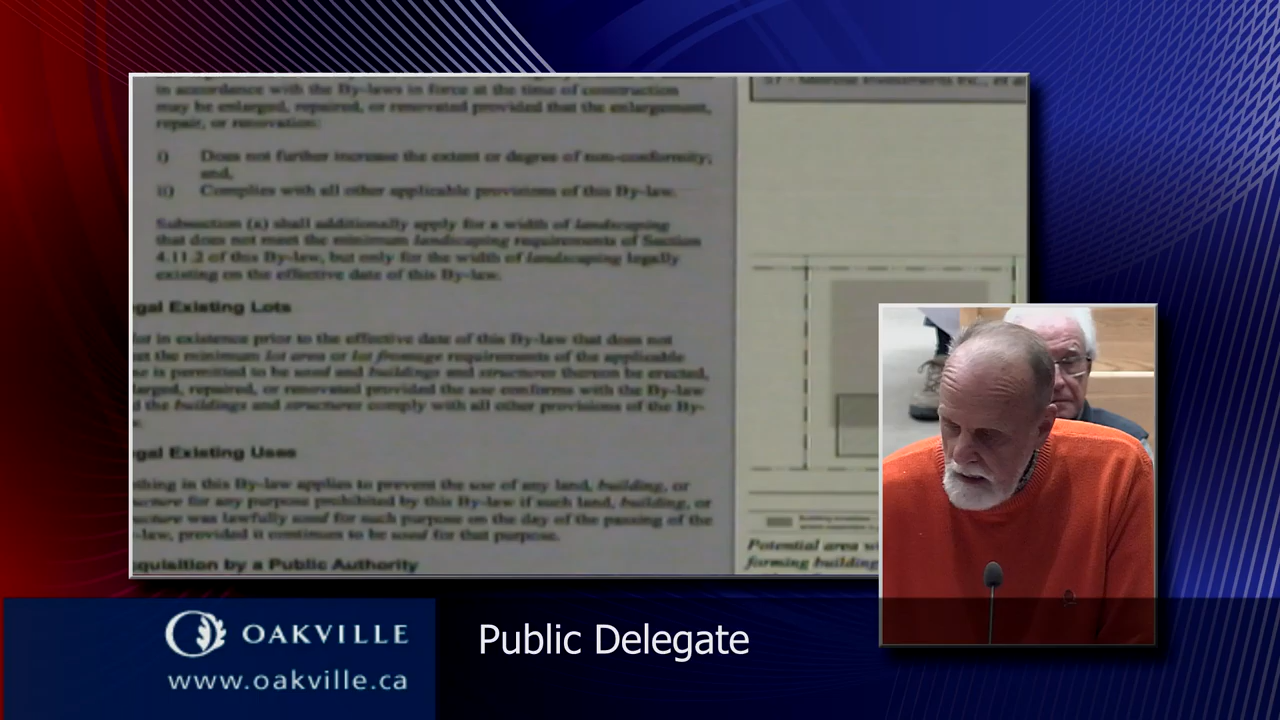 in accordance with the By-laws in force at the time of construction
may be enlarged, repaired, or renovated provided that the enlargement,
repair, or renovation:
i) Does not further increase the extent or degree of non-conformity;
and,
ii) Complies with all other applicable provisions of this By-law.
Subsection (a) shall additionally apply for a width of landscaping
that does not meet the minimum landscaping requirements of Section
4.11.2 of this By-law, but only for the width of landscaping legally
existing on the effective date of this By-law.
gal Existing Lots
lot in existence prior to the effective date of this By-law that does not
et the minimum lot area or lot frontage requirements of the applicable
ne is permitted to be used and buildings and structures thereon be erected,
larged, repaired, or renovated provided the use conforms with the By-law
d the buildings and structures comply with all other provisions of the By-
gal Existing Uses
thing in this By-law applies to prevent the use of any land, building, or
ucture for any purpose prohibited by this By-law if such land, building, or
ucture was lawfully used for such purpose on the day of the passing of the
-law, provided it continues to be used for that purpose.
quisition by a Public Authority
Potential area
forming building
OAKVILLE
www.oakville.ca
Public Delegate